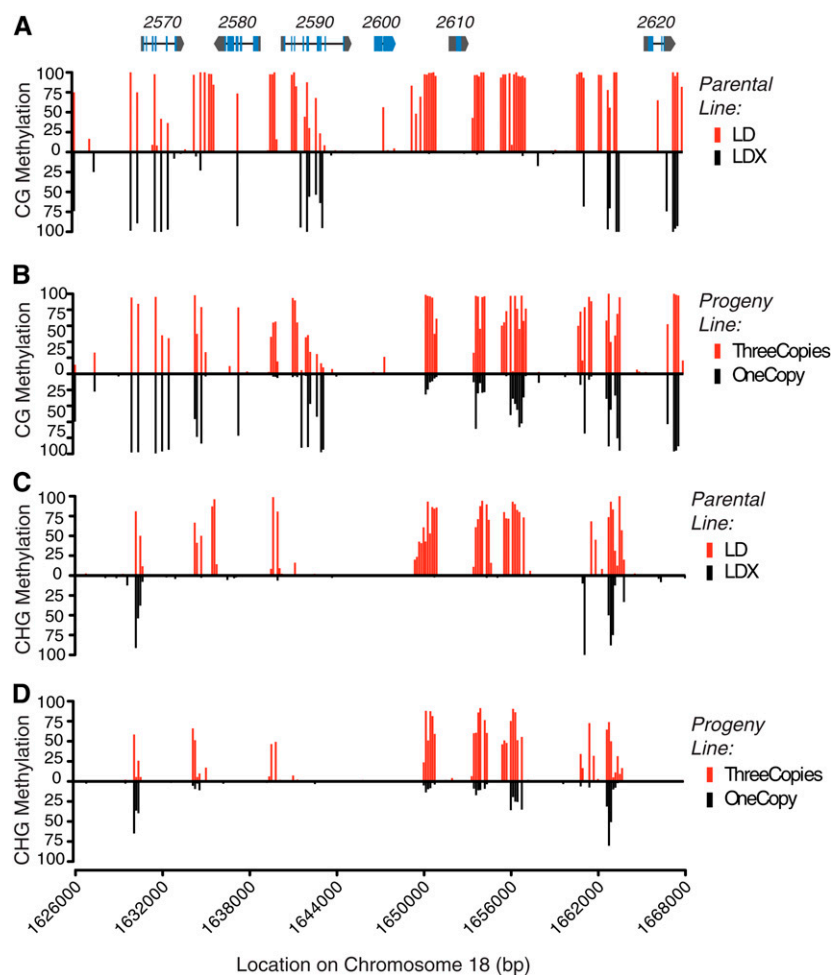 A
2570 2580 2590 2600 2610 2620
100
75
50
25
0
25
50
75
100
CG Methylation
Parental
Line:
LD
LDX
B
100
75
50
25
0
25
50
75
100
CG Methylation
Progeny
Line:
ThreeCopies
OneCopy
C
100
75
50
25
0
25
50
75
100
CHG Methylation
Parental
Line:
LD
LDX
D
100
75
50
25
0
25
50
75
100
CHG Methylation
Progeny
Line:
ThreeCopies
OneCopy
1626000 1632000 1638000 1644000 1650000 1656000 1662000 1668000
Location on Chromosome 18 (bp)